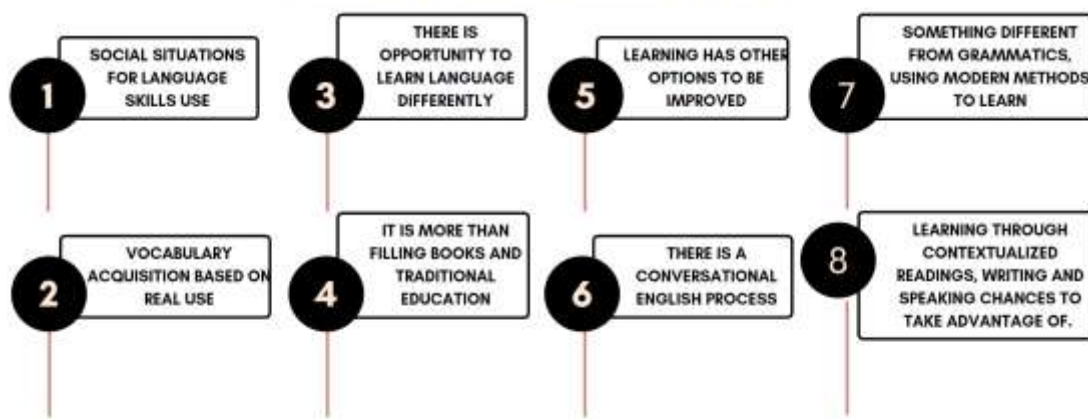 1
SOCIAL SITUATIONS
FOR LANGUAGE
SKILLS USE
2
VOCABULARY
ACQUISITION BASED ON
REAL USE
3
THERE IS
OPPORTUNITY TO
LEARN LANGUAGE
DIFFERENTLY
4
IT IS MORE THAN
FILLING BOOKS AND
TRADITIONAL
EDUCATION
5
LEARNING HAS OTHER
OPTIONS TO BE
IMPROVED
6
THERE IS A
CONVERSATIONAL
ENGLISH PROCESS
7
SOMETHING DIFFERENT
FROM GRAMMATICS,
USING MODERN METHODS
TO LEARN
8
LEARNING THROUGH
CONTEXTUALIZED
READINGS, WRITING AND
SPEAKING CHANCES TO
TAKE ADVANTAGE OF.